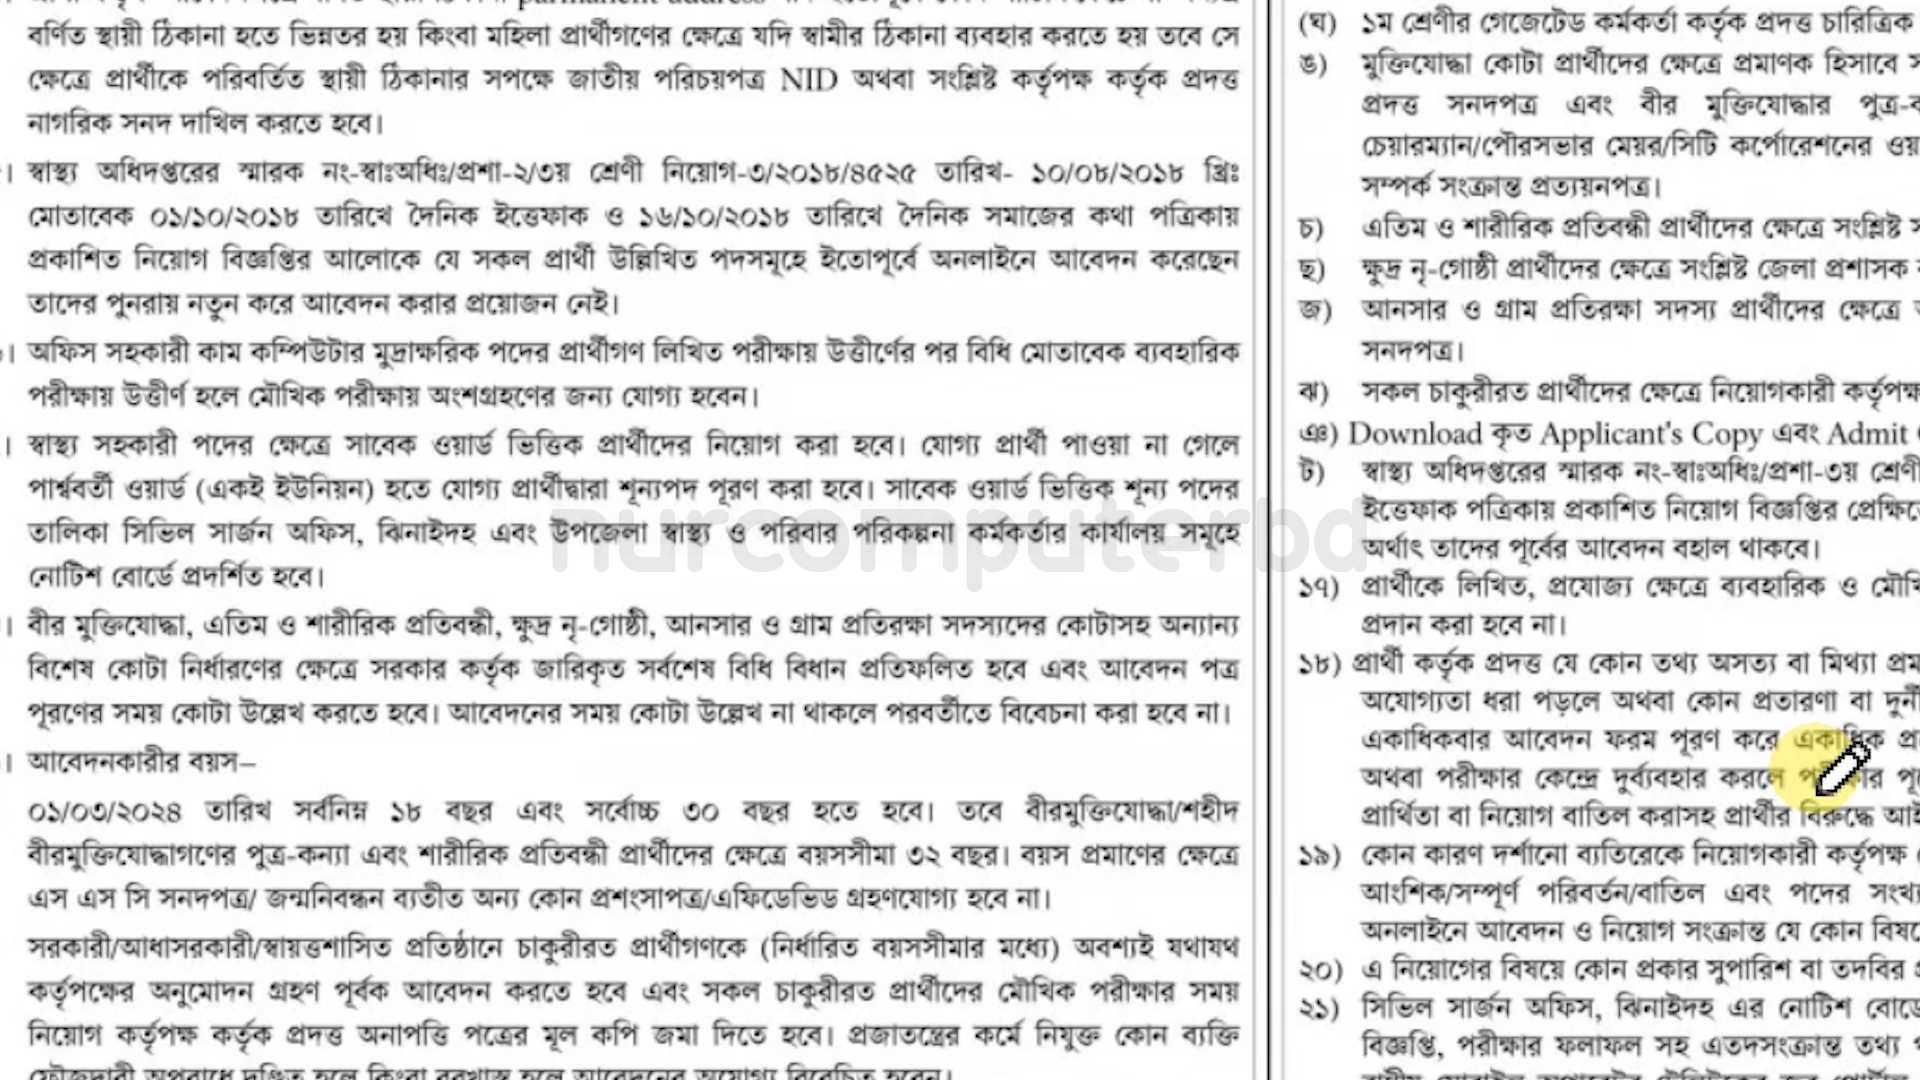 permanent address
বর্ণিত স্থায়ী ঠিকানা হতে ভিন্নতর হয় কিংবা মহিলা প্রার্থীগণের ক্ষেত্রে যদি স্বামীর ঠিকানা ব্যবহার করতে হয় তবে সে
ক্ষেত্রে প্রার্থীকে পরিবর্তিত স্থায়ী ঠিকানার সপক্ষে জাতীয় পরিচয়পত্র NID অথবা সংশ্লিষ্ট কর্তৃপক্ষ কর্তৃক প্রদত্ত
নাগরিক সনদ দাখিল করতে হবে।
। স্বাস্থ্য অধিদপ্তরের স্মারক নং-স্বাঃঅধিঃ/প্রশা-২/৩য় শ্রেণী নিয়োগ-৩/২০১৮/৪৫২৫ তারিখ- ১০/০৮/২০১৮ খ্রিঃ
মোতাবেক ০১/১০/২০১৮ তারিখে দৈনিক ইত্তেফাক ও ১৬/১০/২০১৮ তারিখে দৈনিক সমাজের কথা পত্রিকায়
প্রকাশিত নিয়োগ বিজ্ঞপ্তির আলোকে যে সকল প্রার্থী উল্লিখিত পদসমূহে ইতোপূর্বে অনলাইনে আবেদন করেছেন
তাদের পুনরায় নতুন করে আবেদন করার প্রয়োজন নেই।
। অফিস সহকারী কাম কম্পিউটার মুদ্রাক্ষরিক পদের প্রার্থীগণ লিখিত পরীক্ষায় উত্তীর্ণের পর বিধি মোতাবেক ব্যবহারিক
পরীক্ষায় উত্তীর্ণ হলে মৌখিক পরীক্ষায় অংশগ্রহণের জন্য যোগ্য হবেন।
। স্বাস্থ্য সহকারী পদের ক্ষেত্রে সাবেক ওয়ার্ড ভিত্তিক প্রার্থীদের নিয়োগ করা হবে। যোগ্য প্রার্থী পাওয়া না গেলে
পার্শ্ববর্তী ওয়ার্ড (একই ইউনিয়ন) হতে যোগ্য প্রার্থীদ্বারা শূন্যপদ পূরণ করা হবে। সাবেক ওয়ার্ড ভিত্তিক শূন্য পদের
তালিকা সিভিল সার্জন অফিস, ঝিনাইদহ এবং উপজেলা স্বাস্থ্য ও পরিবার পরিকল্পনা কর্মকর্তার কার্যালয় সমূহে
নোটিশ বোর্ডে প্রদর্শিত হবে।
। বীর মুক্তিযোদ্ধা, এতিম ও শারীরিক প্রতিবন্ধী, ক্ষুদ্র নৃ-গোষ্ঠী, আনসার ও গ্রাম প্রতিরক্ষা সদস্যদের কোটাসহ অন্যান্য
বিশেষ কোটা নির্ধারণের ক্ষেত্রে সরকার কর্তৃক জারিকৃত সর্বশেষ বিধি বিধান প্রতিফলিত হবে এবং আবেদন পত্র
পূরণের সময় কোটা উল্লেখ করতে হবে। আবেদনের সময় কোটা উল্লেখ না থাকলে পরবর্তীতে বিবেচনা করা হবে না।
। আবেদনকারীর বয়স–
০১/০৩/২০২৪ তারিখ সর্বনিম্ন ১৮ বছর এবং সর্বোচ্চ ৩০ বছর হতে হবে। তবে বীরমুক্তিযোদ্ধা/শহীদ
বীরমুক্তিযোদ্ধাগণের পুত্র-কন্যা এবং শারীরিক প্রতিবন্ধী প্রার্থীদের ক্ষেত্রে বয়সসীমা ৩২ বছর। বয়স প্রমাণের ক্ষেত্রে
এস এস সি সনদপত্র/ জন্মনিবন্ধন ব্যতীত অন্য কোন প্রশংসাপত্র/এফিডেভিড গ্রহণযোগ্য হবে না।
সরকারী/আধাসরকারী/স্বায়ত্তশাসিত প্রতিষ্ঠানে চাকুরীরত প্রার্থীগণকে (নির্ধারিত বয়সসীমার মধ্যে) অবশ্যই যথাযথ
কর্তৃপক্ষের অনুমোদন গ্রহণ পূর্বক আবেদন করতে হবে এবং সকল চাকুরীরত প্রার্থীদের মৌখিক পরীক্ষার সময়
নিয়োগ কর্তৃপক্ষ কর্তৃক প্রদত্ত অনাপত্তি পত্রের মূল কপি জমা দিতে হবে। প্রজাতন্ত্রের কর্মে নিযুক্ত কোন ব্যক্তি
ফৌজদারী অপরাধে দণ্ডিত হলে কিংবা বরখাস্ত হলে আবেদনের অযোগ্য বিবেচিত হবেন।
(ঘ) ১ম শ্রেণীর গেজেটেড কর্মকর্তা কর্তৃক প্রদত্ত চারিত্রিক
ঙ) মুক্তিযোদ্ধা কোটা প্রার্থীদের ক্ষেত্রে প্রমাণক হিসাবে
প্রদত্ত সনদপত্র এবং বীর মুক্তিযোদ্ধার পুত্র-
চেয়ারম্যান/পৌরসভার মেয়র/সিটি কর্পোরেশনের
সম্পর্ক সংক্রান্ত প্রত্যয়নপত্র।
চ) এতিম ও শারীরিক প্রতিবন্ধী প্রার্থীদের ক্ষেত্রে সংশ্লিষ্ট
ছ) ক্ষুদ্র নৃ-গোষ্ঠী প্রার্থীদের ক্ষেত্রে সংশ্লিষ্ট জেলা প্রশাসক
জ) আনসার ও গ্রাম প্রতিরক্ষা সদস্য প্রার্থীদের ক্ষেত্রে
সনদপত্র।
ঝ) সকল চাকুরীরত প্রার্থীদের ক্ষেত্রে নিয়োগকারী
ঞ) Download কৃত Applicant's Copy এবং Admit
ট) স্বাস্থ্য অধিদপ্তরের স্মারক নং-স্বাঃঅধিঃ/প্রশা-৩য় শ্রেণী
ইত্তেফাক পত্রিকায় প্রকাশিত নিয়োগ বিজ্ঞপ্তির
অর্থাৎ তাদের পূর্বের আবেদন বহাল থাকবে।
১৭) প্রার্থীকে লিখিত, প্রযোজ্য ক্ষেত্রে ব্যবহারিক ও
প্রদান করা হবে না।
১৮) প্রার্থী কর্তৃক প্রদত্ত যে কোন তথ্য অসত্য বা মিথ্যা
অযোগ্যতা ধরা পড়লে অথবা কোন প্রতারণা বা
একাধিকবার আবেদন ফরম পূরণ করে একাধিক
অথবা পরীক্ষার কেন্দ্রে দুর্ব্যবহার করলে
প্রার্থিতা বা নিয়োগ বাতিল করাসহ প্রার্থীর বিরুদ্ধে
১৯) কোন কারণ দর্শানো ব্যতিরেকে নিয়োগকারী কর্তৃপক্ষ
আংশিক/সম্পূর্ণ পরিবর্তন/বাতিল এবং পদের
অনলাইনে আবেদন ও নিয়োগ সংক্রান্ত যে কোন
২০) এ নিয়োগের বিষয়ে কোন প্রকার সুপারিশ বা তদবির
২১) সিভিল সার্জন অফিস, ঝিনাইদহ এর নোটিশ
বিজ্ঞপ্তি, পরীক্ষার ফলাফল সহ এতদসংক্রান্ত তথ্য
nurcomputerbd